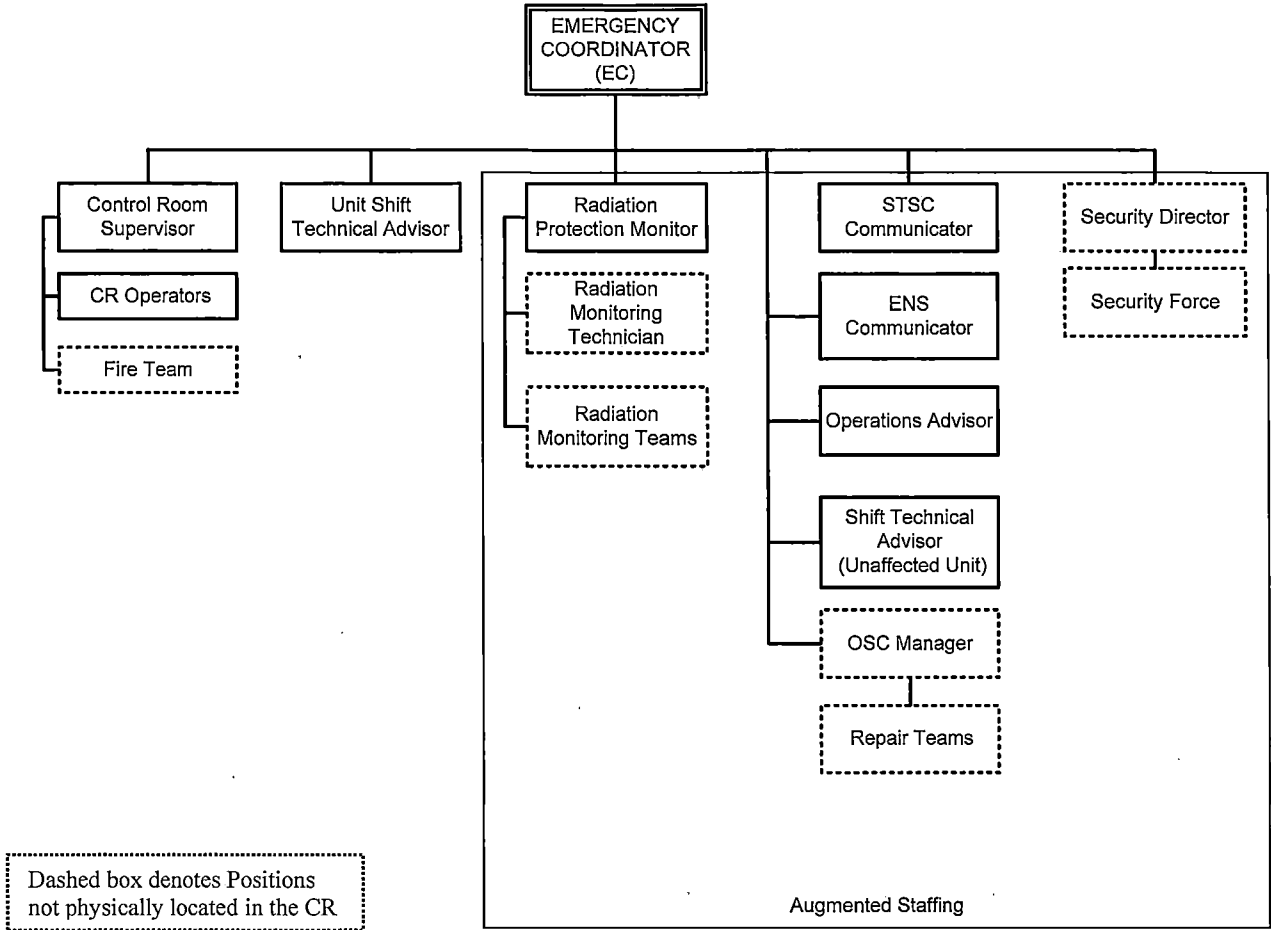 EMERGENCY
COORDINATOR
(EC)
Control Room
Supervisor
CR Operators
Fire Team
Unit Shift
Technical Advisor
Radiation
Protection Monitor
Radiation
Monitoring
Technician
Radiation
Monitoring Teams
STSC
Communicator
ENS
Communicator
Operations Advisor
Shift Technical
Advisor
(Unaffected Unit)
OSC Manager
Repair Teams
Security Director
Security Force
Dashed box denotes Positions
not physically located in the CR
Augmented Staffing